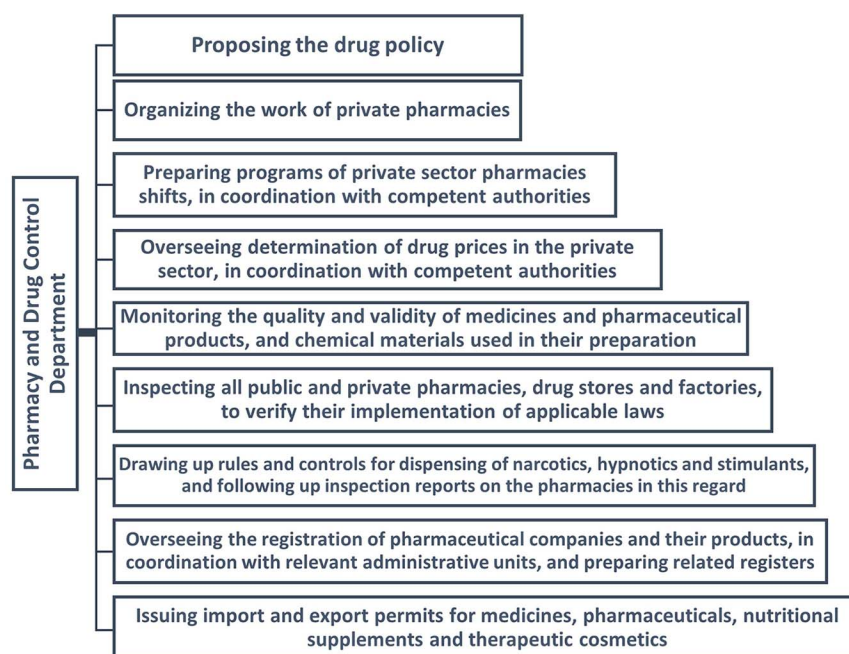 Pharmacy and Drug Control
Department
Proposing the drug policy
Organizing the work of private pharmacies
Preparing programs of private sector pharmacies
shifts, in coordination with competent authorities
Overseeing determination of drug prices in the private
sector, in coordination with competent authorities
Monitoring the quality and validity of medicines and pharmaceutical
products, and chemical materials used in their preparation
Inspecting all public and private pharmacies, drug stores and factories,
to verify their implementation of applicable laws
Drawing up rules and controls for dispensing of narcotics, hypnotics and stimulants,
and following up inspection reports on the pharmacies in this regard
Overseeing the registration of pharmaceutical companies and their products, in
coordination with relevant administrative units, and preparing related registers
Issuing import and export permits for medicines, pharmaceuticals, nutritional
supplements and therapeutic cosmetics